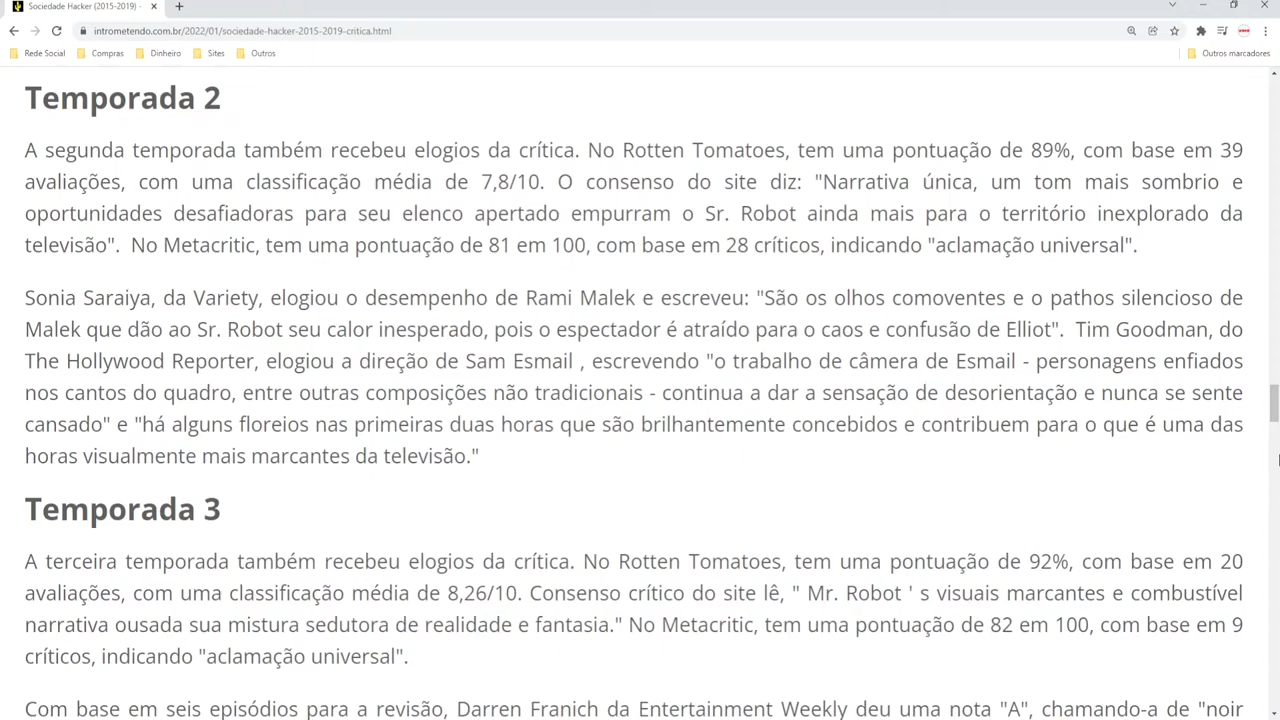 Sociedade Hacker (2015-2019) -
intrometendo.com.br/2022/01/sociedade-hacker-2015-2019-critica.html
Rede Social Compras Dinheiro Sites Outros Outros marcadores
Temporada 2
A segunda temporada também recebeu elogios da crítica. No Rotten Tomatoes, tem uma pontuação de 89%, com base em 39
avaliações, com uma classificação média de 7,8/10. O consenso do site diz: "Narrativa única, um tom mais sombrio e
oportunidades desafiadoras para seu elenco apertado empurram o Sr. Robot ainda mais para o território inexplorado da
televisão". No Metacritic, tem uma pontuação de 81 em 100, com base em 28 críticos, indicando "aclamação universal".
Sonia Saraiya, da Variety, elogiou o desempenho de Rami Malek e escreveu: "São os olhos comoventes e o pathos silencioso de
Malek que dão ao Sr. Robot seu calor inesperado, pois o espectador é atraído para o caos e confusão de Elliot". Tim Goodman, do
The Hollywood Reporter, elogiou a direção de Sam Esmail , escrevendo "o trabalho de câmera de Esmail - personagens enfiados
nos cantos do quadro, entre outras composições não tradicionais - continua a dar a sensação de desorientação e nunca se sente
cansado" e "há alguns floreios nas primeiras duas horas que são brilhantemente concebidos e contribuem para o que é uma das
horas visualmente mais marcantes da televisão."
Temporada 3
A terceira temporada também recebeu elogios da crítica. No Rotten Tomatoes, tem uma pontuação de 92%, com base em 20
avaliações, com uma classificação média de 8,26/10. Consenso crítico do site lê, " Mr. Robot ' s visuais marcantes e combustível
narrativa ousada sua mistura sedutora de realidade e fantasia." No Metacritic, tem uma pontuação de 82 em 100, com base em 9
críticos, indicando "aclamação universal".
Com base em seis episódios para a revisão, Darren Franich da Entertainment Weekly deu uma nota "A", chamando-a de "noir